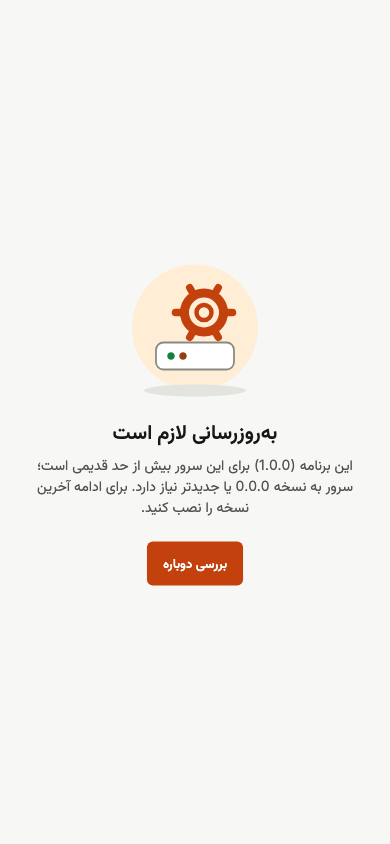 به‌روزرسانی لازم است
این برنامه (1.0.0) برای این سرور بیش از حد قدیمی است؛
سرور به نسخه 0.0.0 یا جدیدتر نیاز دارد. برای ادامه آخرین
نسخه را نصب کنید.
بررسی دوباره